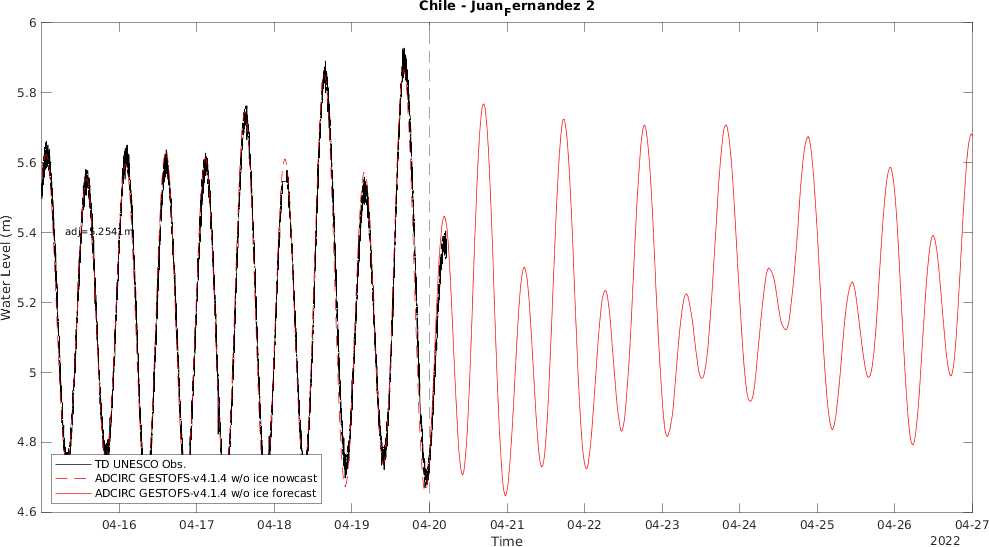 Chile - Juan_Fernandez 2
6
5.8
5.6
5.4
5.2
5
4.8
4.6
Water Level (m)
adj=5.2541m
TD UNESCO Obs.
ADCIRC GESTOFS-v4.1.4 w/o ice nowcast
ADCIRC GESTOFS-v4.1.4 w/o ice forecast
04-16 04-17 04-18 04-19 04-20 04-21 04-22 04-23 04-24 04-25 04-26 04-27
Time
2022